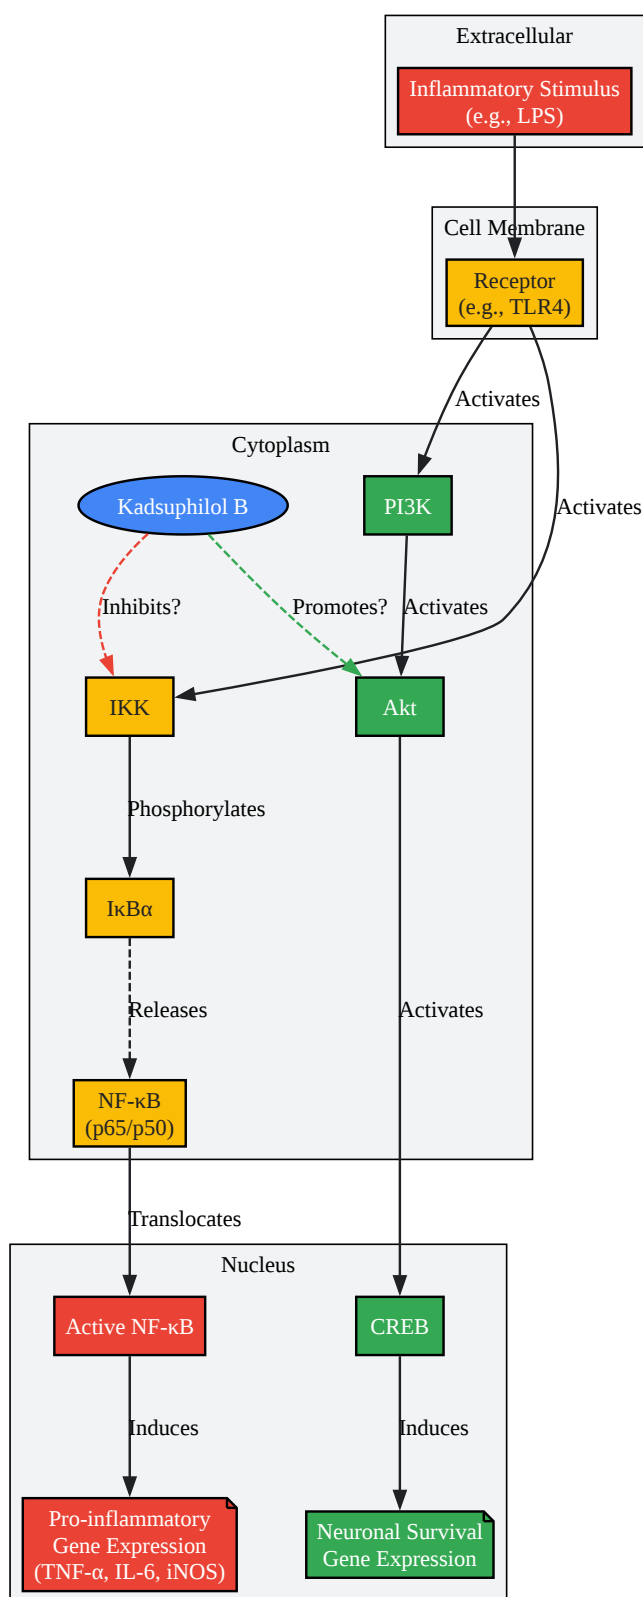 Extracellular
Inflammatory Stimulus
(e.g., LPS)
Cell Membrane
Receptor
(e.g., TLR4)
Activates
Activates
Cytoplasm
Kadsuphilol B
PI3K
Inhibits?
Promotes?
Activates
IKK
Akt
Phosphorylates
IκBα
Releases
Activates
NF-κB
(p65/p50)
Translocates
Nucleus
Active NF-κB
CREB
Induces
Induces
Pro-inflammatory
Gene Expression
(TNF-α, IL-6, iNOS)
Neuronal Survival
Gene Expression